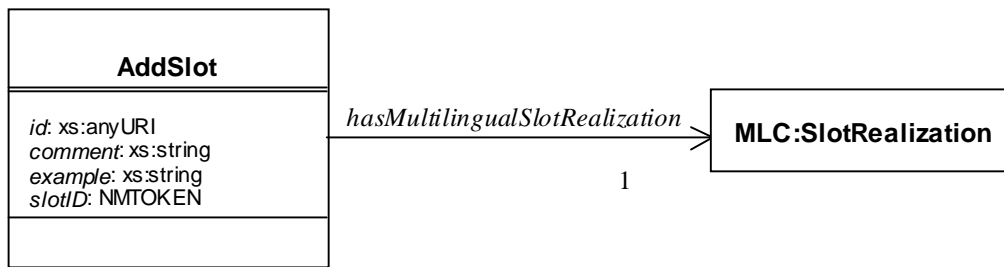 AddSlot
id: xs:anyURI
comment: xs:string
example: xs:string
slotID: NMTOKEN
hasMultilingualSlotRealization
1
MLC:SlotRealization